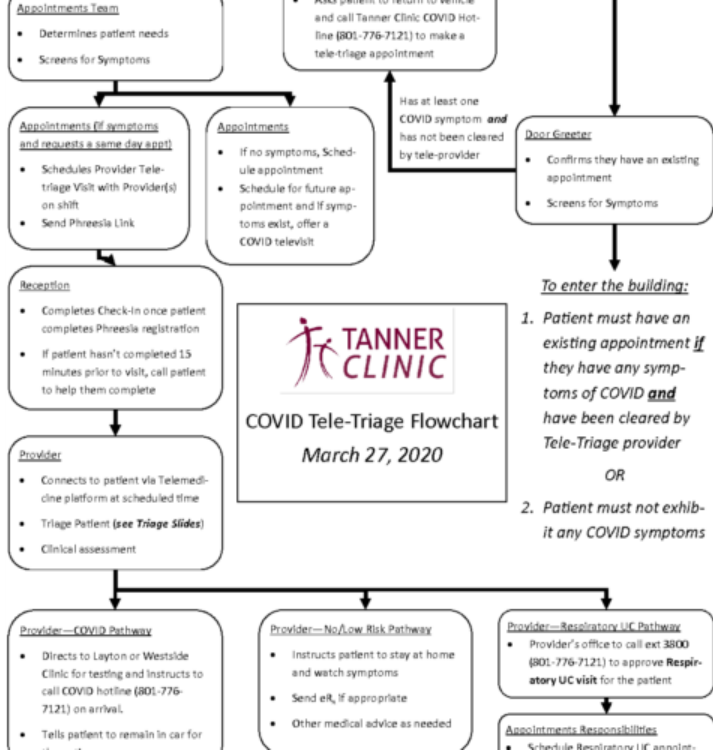 Appointments Team
• Determines patient needs
• Screens for Symptoms
Asks patient to return to vehicle
and call Tanner Clinic COVID Hot-
line (801-776-7121) to make a
tele-triage appointment
Has at least one
COVID symptom and
has not been cleared
by tele-provider
Appointments (if symptoms
and requests a same day appt)
• Schedules Provider Tele-
triage Visit with Provider(s)
on shift
• Send Phreesia Link
Appointments
• If no symptoms, Sched-
ule appointment
• Schedule for future ap-
pointment and if symp-
toms exist, offer a
COVID televisit
Door Greeter
• Confirms they have an existing
appointment
• Screens for Symptoms
Reception
• Completes Check-in once patient
completes Phreesia registration
• If patient hasn't completed 15
minutes prior to visit, call patient
to help them complete
TANNER
CLINIC
COVID Tele-Triage Flowchart
March 27, 2020
To enter the building:
1. Patient must have an
existing appointment if
they have any symp-
toms of COVID and
have been cleared by
Tele-Triage provider
OR
2. Patient must not exhib-
it any COVID symptoms
Provider
• Connects to patient via Telemedi-
cine platform at scheduled time
• Triage Patient (see Triage Slides)
• Clinical assessment
Provider—COVID Pathway
• Directs to Layton or Westside
Clinic for testing and instructs to
call COVID hotline (801-776-
7121) on arrival.
• Tells patient to remain in car for
Provider—No/Low Risk Pathway
• Instructs patient to stay at home
and watch symptoms
• Send eRx if appropriate
• Other medical advice as needed
Provider—Respiratory UC Pathway
• Provider's office to call ext 3800
(801-776-7121) to approve Respir-
atory UC visit for the patient
Appointments Responsibilities
• Schedule Respiratory UC appoint-